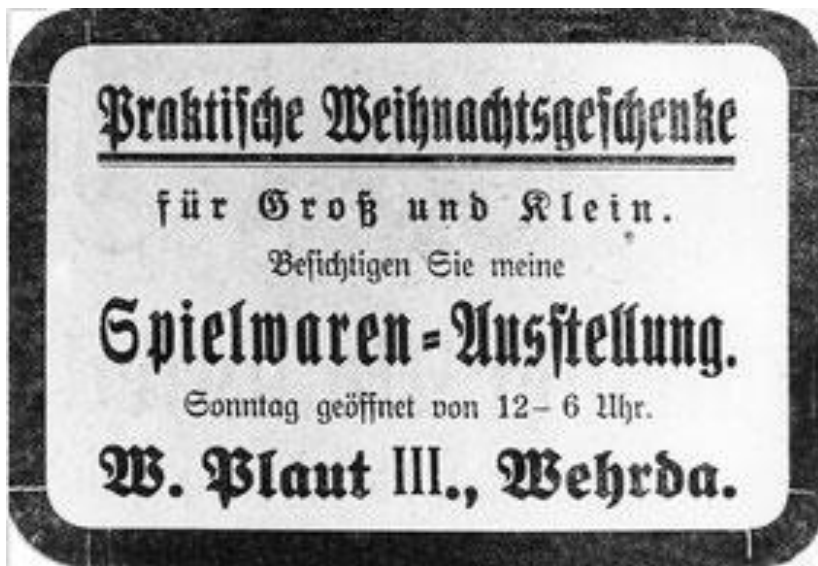 Praktische Weihnachtsgeschenke
für Groß und Klein.
Besichtigen Sie meine
Spielwaren-Ausstellung.
Sonntag geöffnet von 12–6 Uhr.
W. Plaut III., Wehrda.